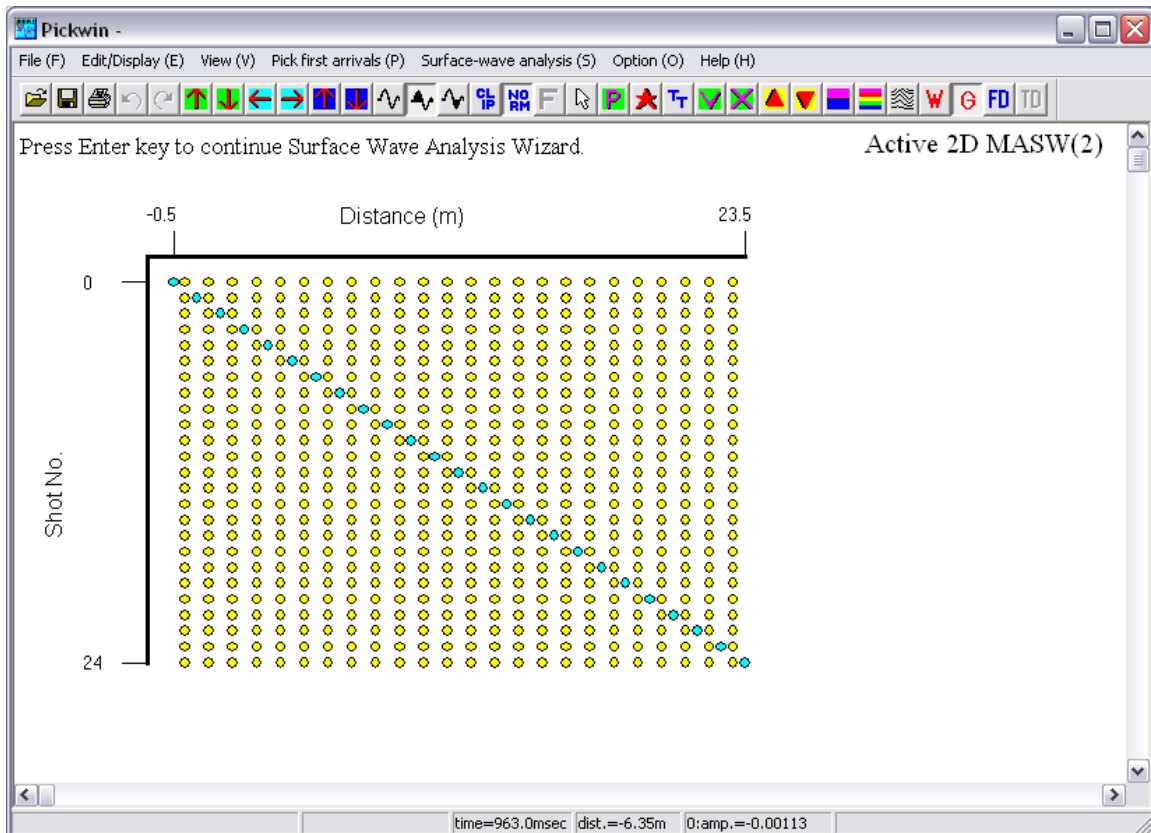 Pickwin -
File (F) Edit/Display (E) View (V) Pick first arrivals (P) Surface-wave analysis (S) Option (O) Help (H)
CL IP NO RM F P TT W G FD TD
Press Enter key to continue Surface Wave Analysis Wizard. Active 2D MASW(2)
-0.5 Distance (m) 23.5
0
Shot No.
24
time=963.0msec dist.=-6.35m 0:amp.=-0.00113